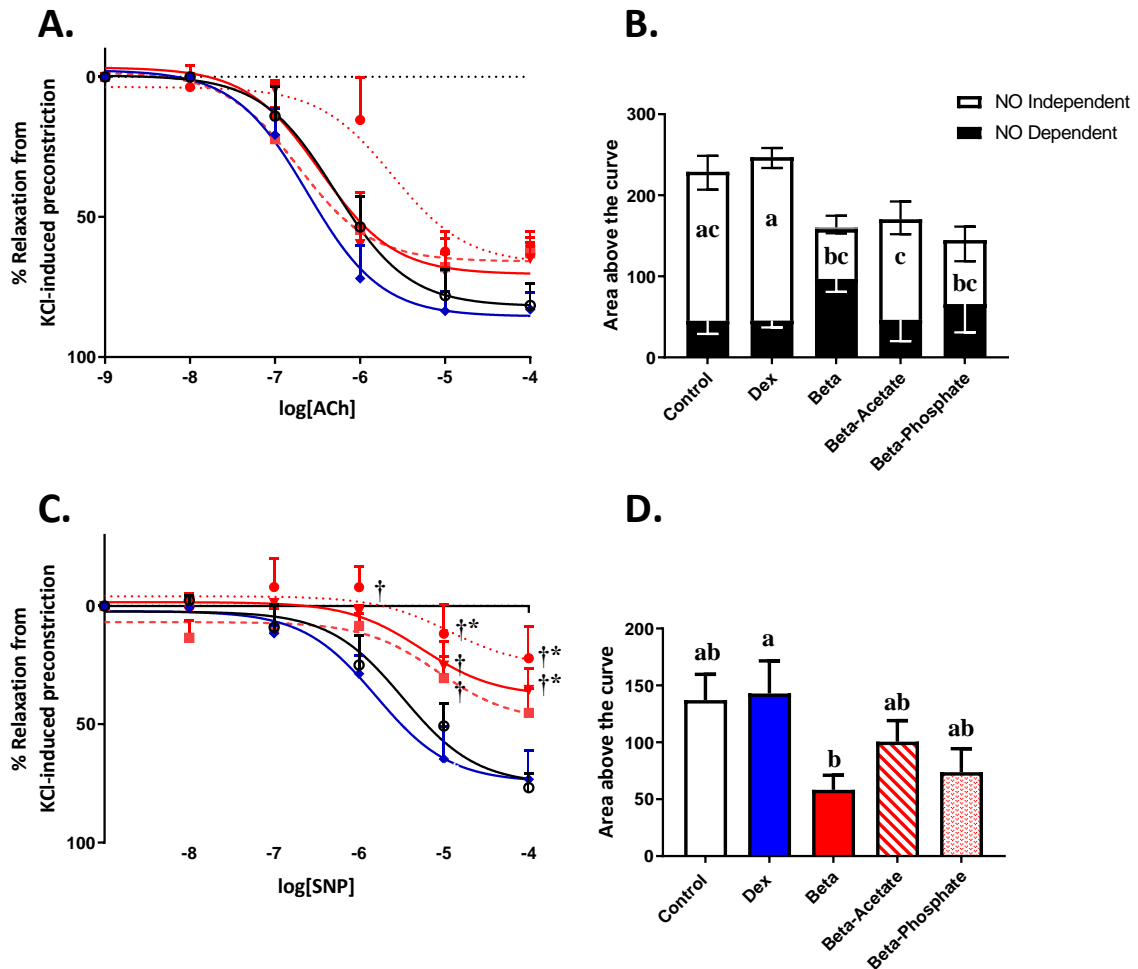 A.
% Relaxation from
KCl-induced preconstriction
0
50
100
-9
-8
-7
-6
-5
-4
log[ACh]
B.
NO Independent
NO Dependent
Area above the curve
300
200
100
0
ac
a
bc
c
bc
Control
Dex
Beta
Beta-Acetate
Beta-Phosphate
C.
% Relaxation from
KCl-induced preconstriction
0
50
100
†
†*
†
†
†*
†*
-8
-7
-6
-5
-4
log[SNP]
D.
Area above the curve
200
150
100
50
0
ab
a
b
ab
ab
Control
Dex
Beta
Beta-Acetate
Beta-Phosphate